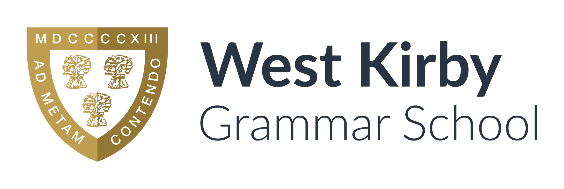 MDCCCCXIII
AD METAM CONTENDO
West Kirby
Grammar School